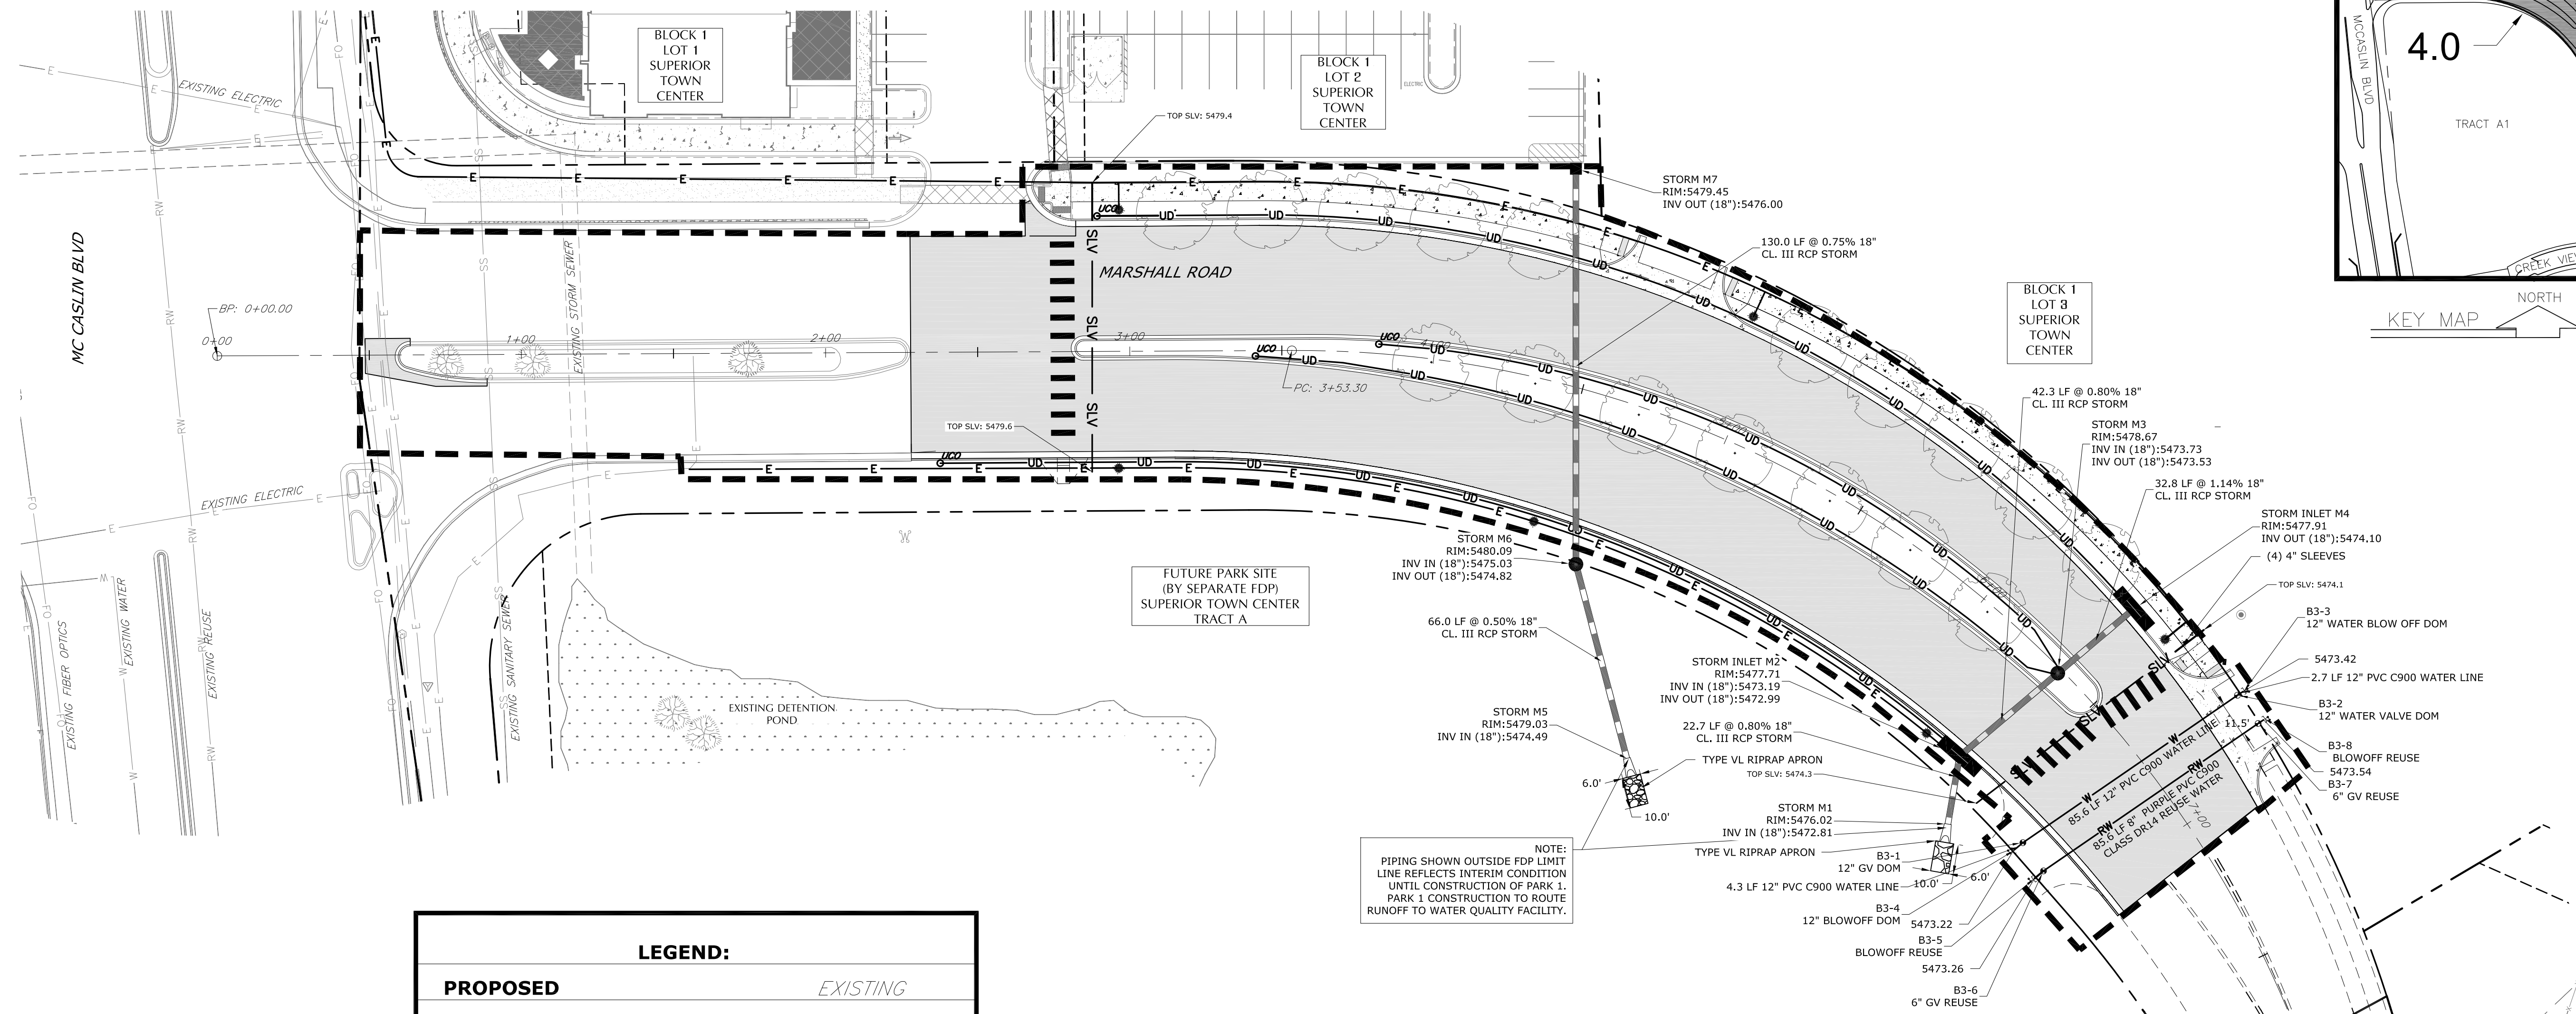 BLOCK 1
LOT 1
SUPERIOR
TOWN
CENTER
BLOCK 1
LOT 2
SUPERIOR
TOWN
CENTER
ELECTRIC
MCCASLIN BLVD
4.0
TRACT A1
CREEK VIE
NORTH
KEY MAP
EXISTING ELECTRIC
TOP SLV: 5479.4
STORM M7
RIM:5479.45
INV OUT (18"):5476.00
130.0 LF @ 0.75% 18"
CL. III RCP STORM
MC CASLIN BLVD
BP: 0+00.00
0+00
1+00
2+00
3+00
4+00
EXISTING STORM SEWER
MARSHALL ROAD
SLV
SLV
SLV
UCO
UCO
UCO
UCO
PC: 3+53.30
TOP SLV: 5479.6
BLOCK 1
LOT 3
SUPERIOR
TOWN
CENTER
42.3 LF @ 0.80% 18"
CL. III RCP STORM
STORM M3
RIM:5478.67
INV IN (18"):5473.73
INV OUT (18"):5473.53
32.8 LF @ 1.14% 18"
CL. III RCP STORM
STORM INLET M4
RIM:5477.91
INV OUT (18"):5474.10
(4) 4" SLEEVES
TOP SLV: 5474.1
B3-3
12" WATER BLOW OFF DOM
5473.42
2.7 LF 12" PVC C900 WATER LINE
B3-2
12" WATER VALVE DOM
11.5'
B3-8
BLOWOFF REUSE
5473.54
B3-7
6" GV REUSE
EXISTING ELECTRIC
EXISTING FIBER OPTICS
EXISTING WATER
EXISTING REUSE
EXISTING SANITARY SEWER
EXISTING DETENTION
POND
FUTURE PARK SITE
(BY SEPARATE FDP)
SUPERIOR TOWN CENTER
TRACT A
STORM M6
RIM:5480.09
INV IN (18"):5475.03
INV OUT (18"):5474.82
66.0 LF @ 0.50% 18"
CL. III RCP STORM
STORM M5
RIM:5479.03
INV IN (18"):5474.49
6.0'
10.0'
STORM INLET M2
RIM:5477.71
INV IN (18"):5473.19
INV OUT (18"):5472.99
22.7 LF @ 0.80% 18"
CL. III RCP STORM
TYPE VL RIPRAP APRON
TOP SLV: 5474.3
STORM M1
RIM:5476.02
INV IN (18"):5472.81
TYPE VL RIPRAP APRON
B3-1
12" GV DOM
4.3 LF 12" PVC C900 WATER LINE
10.0'
6.0'
B3-4
12" BLOWOFF DOM
5473.22
B3-5
BLOWOFF REUSE
5473.26
B3-6
6" GV REUSE
SLV
SLV
SLV
85.6 LF 12" PVC C900 WATER LINE
85.6 LF 8" PURPLE PVC C900
CLASS DR14 REUSE WATER
7+00
NOTE:
PIPING SHOWN OUTSIDE FDP LIMIT
LINE REFLECTS INTERIM CONDITION
UNTIL CONSTRUCTION OF PARK 1.
PARK 1 CONSTRUCTION TO ROUTE
RUNOFF TO WATER QUALITY FACILITY.
LEGEND:
PROPOSED EXISTING